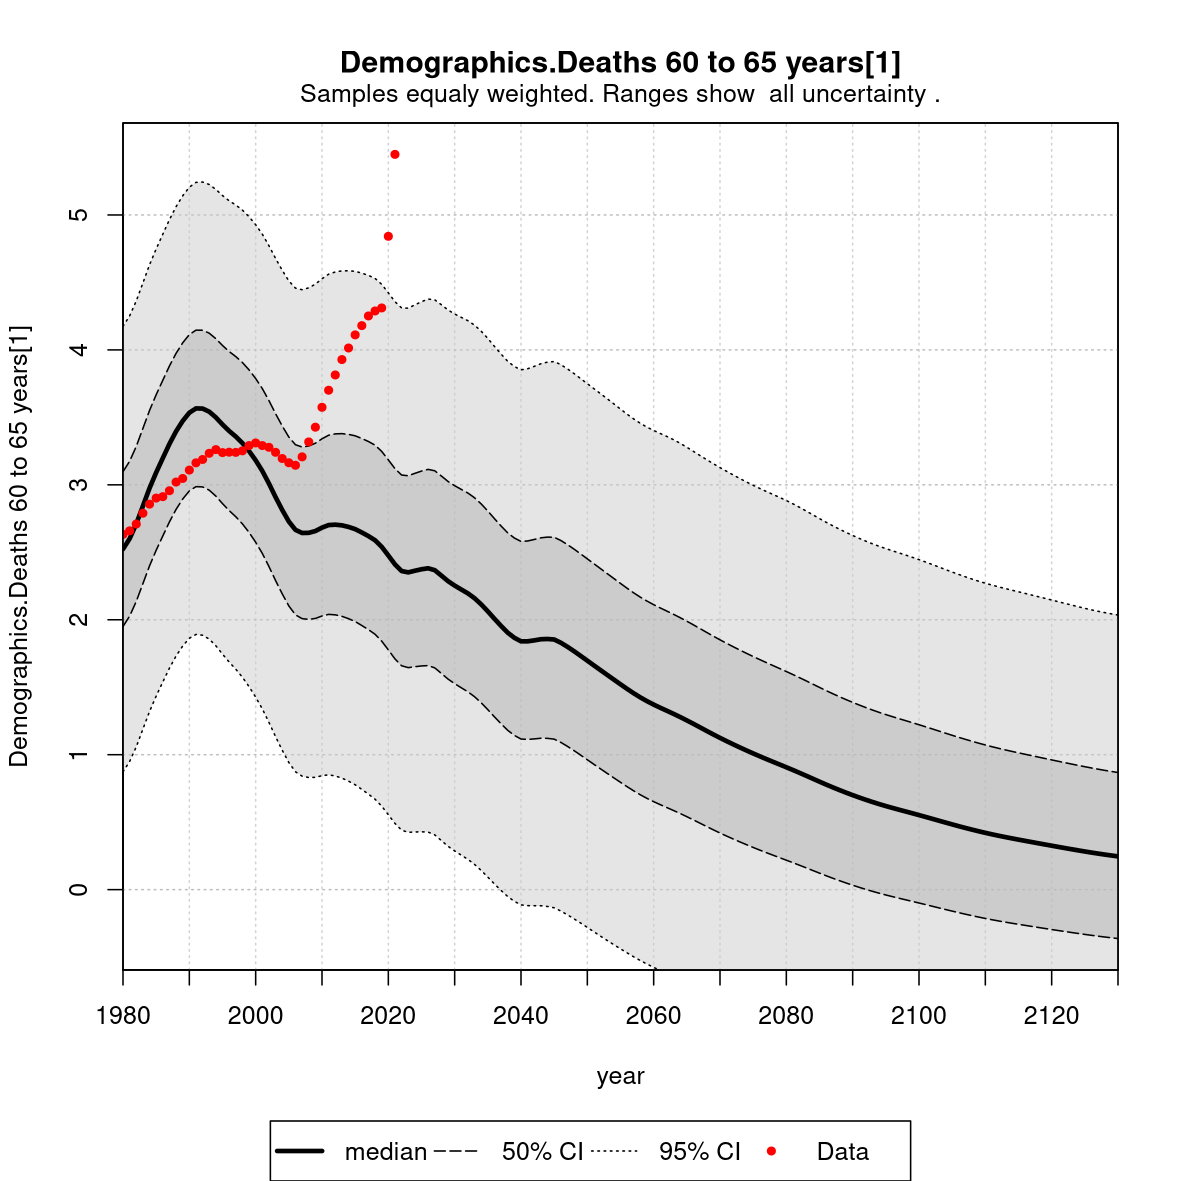 Demographics.Deaths 60 to 65 years[1]
Samples equaly weighted. Ranges show  all uncertainty .
Demographics.Deaths 60 to 65 years[1]
5
4
3
2
1
0
1980 2000 2020 2040 2060 2080 2100 2120
year
median 50% CI 95% CI Data